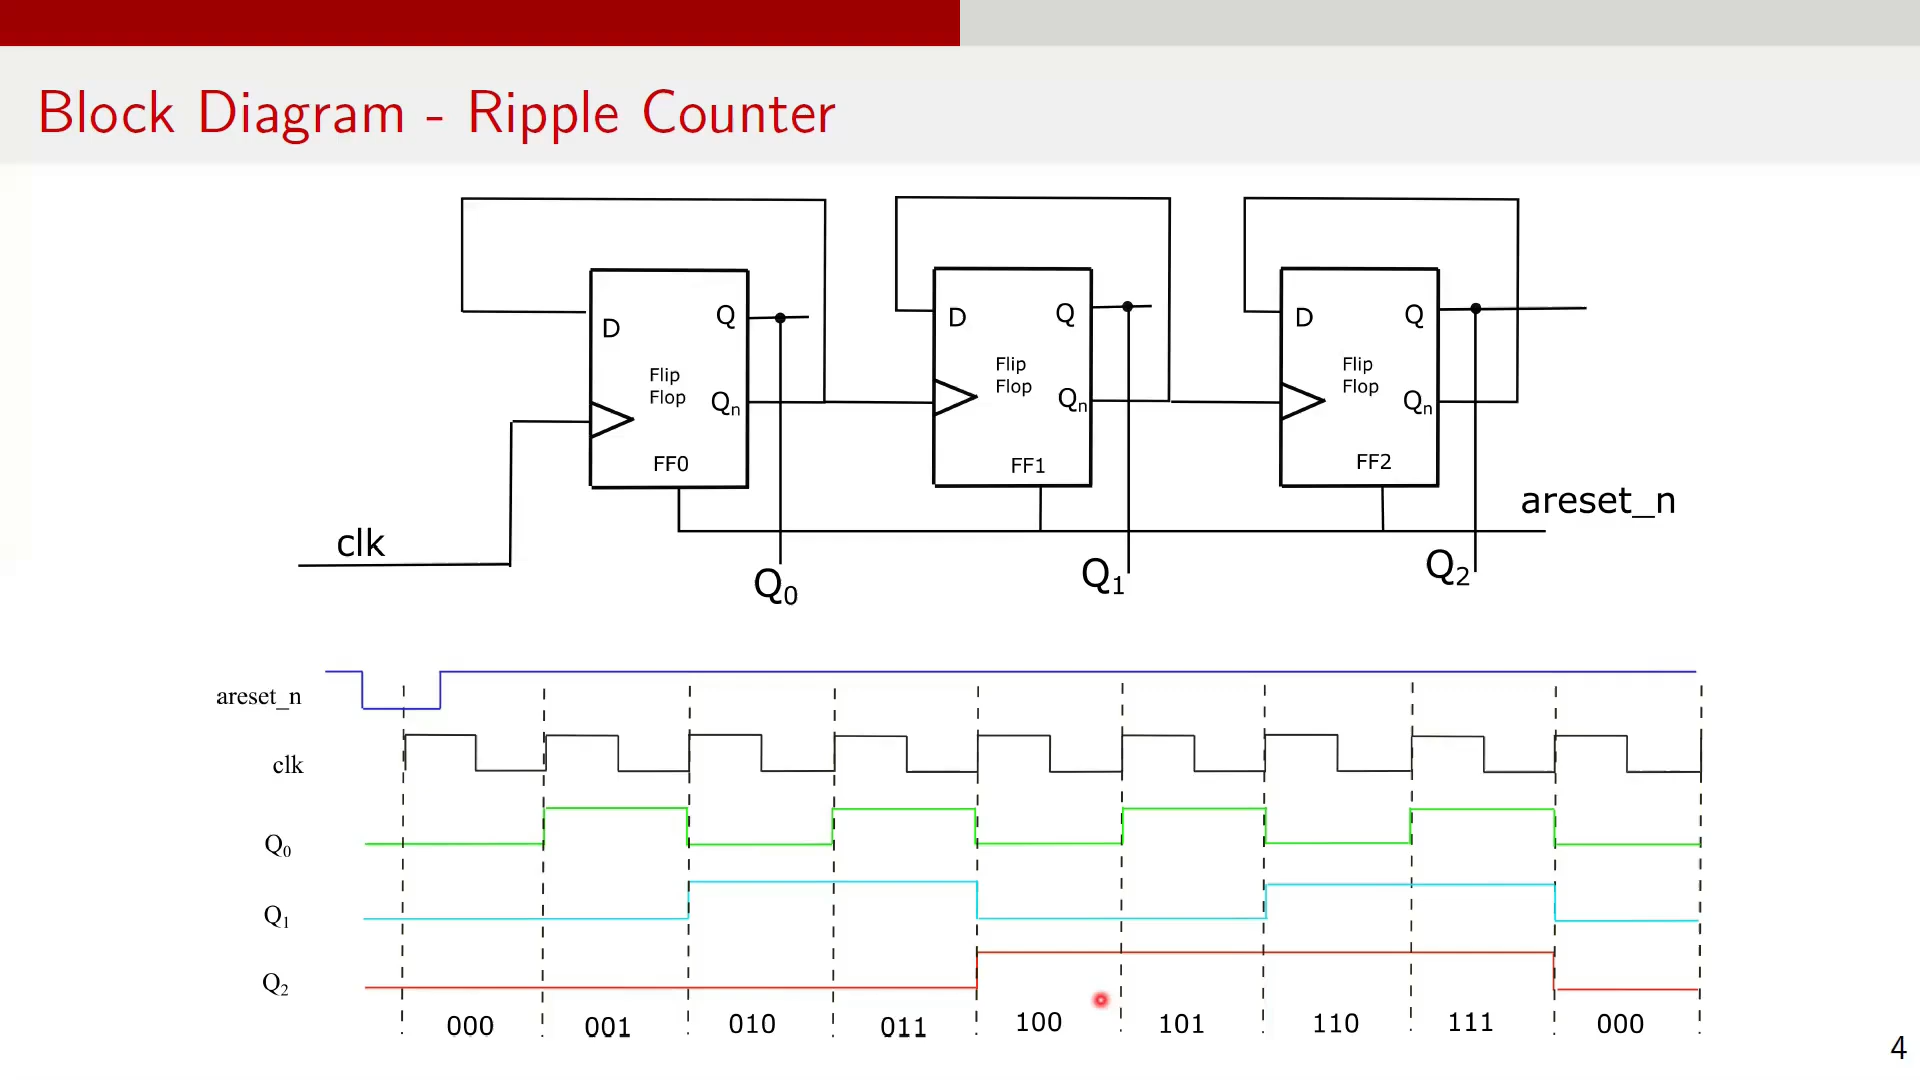 Block Diagram - Ripple Counter
D Q Flip Flop Qn FF0
D Q Flip Flop Qn FF1
D Q Flip Flop Qn FF2
areset_n
clk
Q0 Q1 Q2
areset_n
clk
Q0
Q1
Q2
000 001 010 011 100 101 110 111 000
4